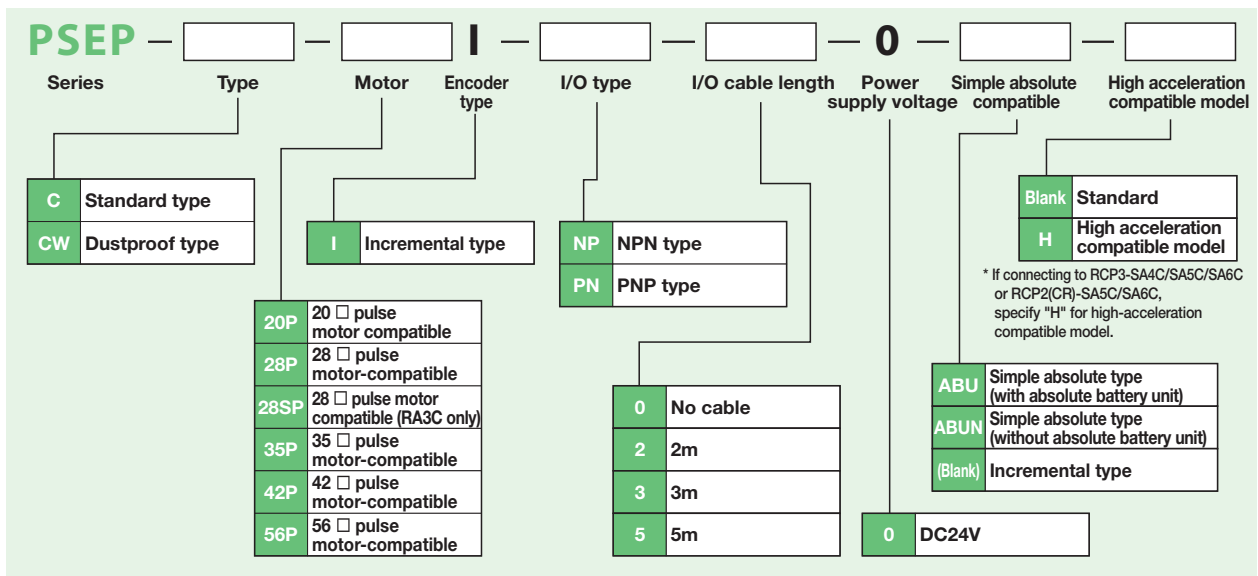 PSEP — — I — — — 0 — —
Series
Type
Motor
Encoder
type
I/O type
I/O cable length
Power
supply voltage
Simple absolute
compatible
High acceleration
compatible model
C Standard type
CW Dustproof type
20P 20 □ pulse
motor compatible
28P 28 □ pulse
motor-compatible
28SP 28 □ pulse motor
compatible (RA3C only)
35P 35 □ pulse
motor-compatible
42P 42 □ pulse
motor-compatible
56P 56 □ pulse
motor-compatible
I Incremental type
NP NPN type
PN PNP type
0 No cable
2 2m
3 3m
5 5m
0 DC24V
ABU Simple absolute type
(with absolute battery unit)
ABUN Simple absolute type
(without absolute battery unit)
(Blank) Incremental type
Blank Standard
H High acceleration
compatible model
* If connecting to RCP3-SA4C/SA5C/SA6C
or RCP2(CR)-SA5C/SA6C,
specify "H" for high-acceleration
compatible model.